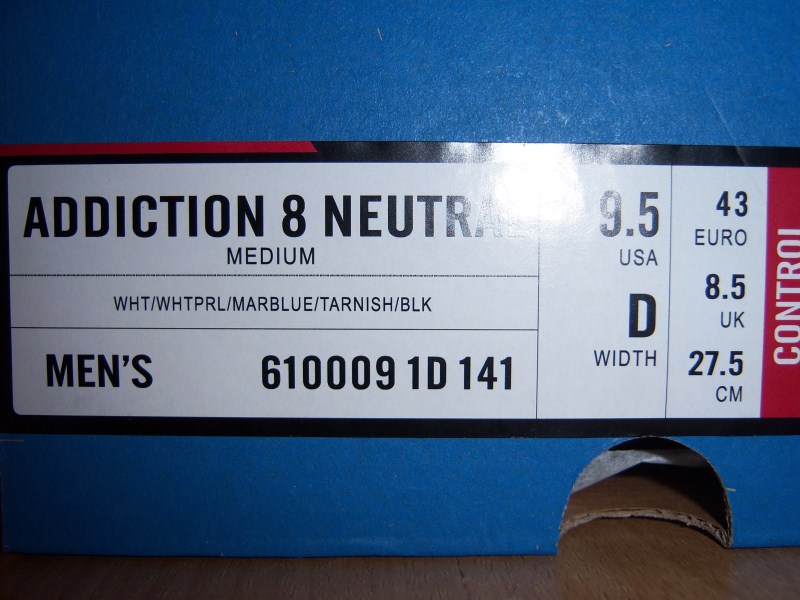 ADDICTION 8 NEUTRAL
MEDIUM
WHT/WHTPRL/MARBLUE/TARNISH/BLK
MEN'S 610009 1D 141
9.5
USA
D
WIDTH
43
EURO
8.5
UK
27.5
CM
CONTROL